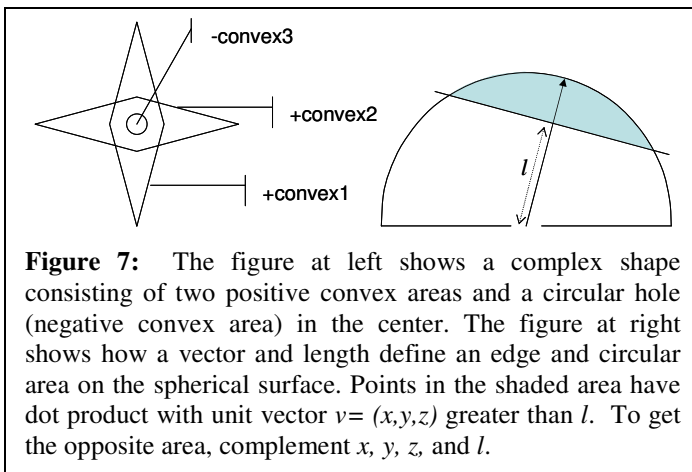 -convex3
+convex2
+convex1
l
Figure 7: The figure at left shows a complex shape
consisting of two positive convex areas and a circular hole
(negative convex area) in the center. The figure at right
shows how a vector and length define an edge and circular
area on the spherical surface. Points in the shaded area have
dot product with unit vector v= (x,y,z) greater than l. To get
the opposite area, complement x, y, z, and l.